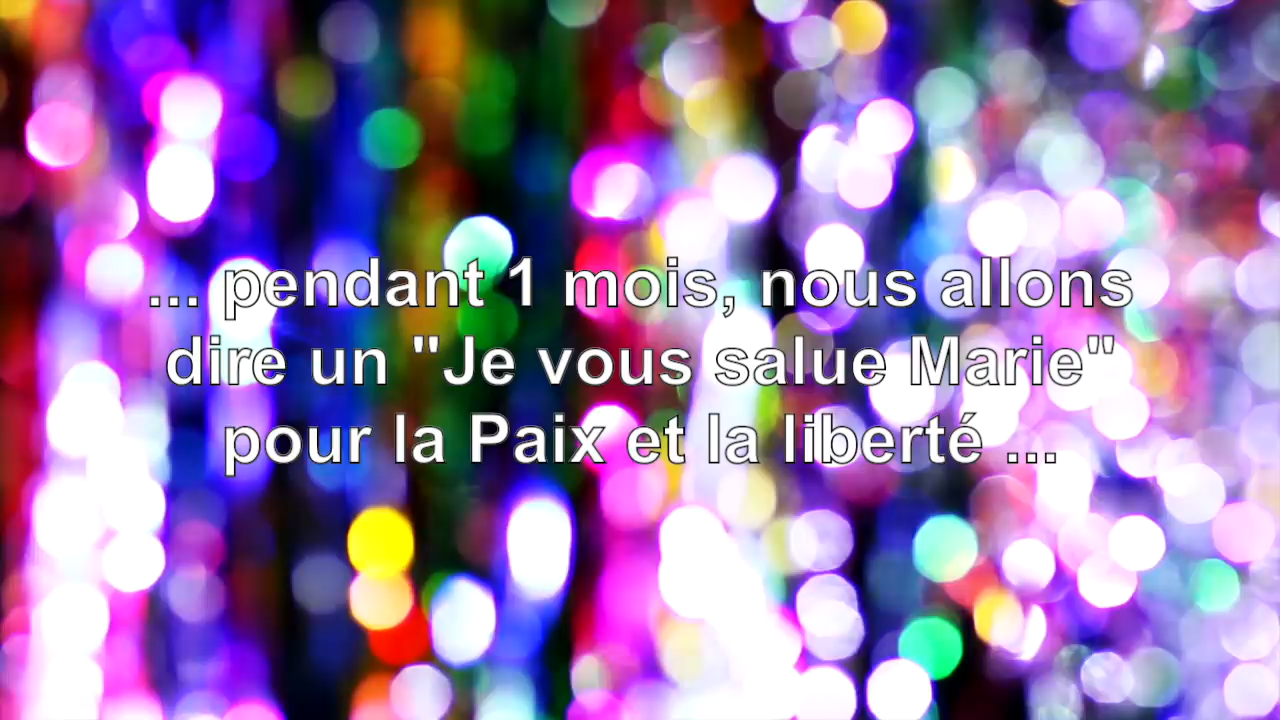 ... pendant 1 mois, nous allons
dire un "Je vous salue Marie"
pour la Paix et la liberté ...